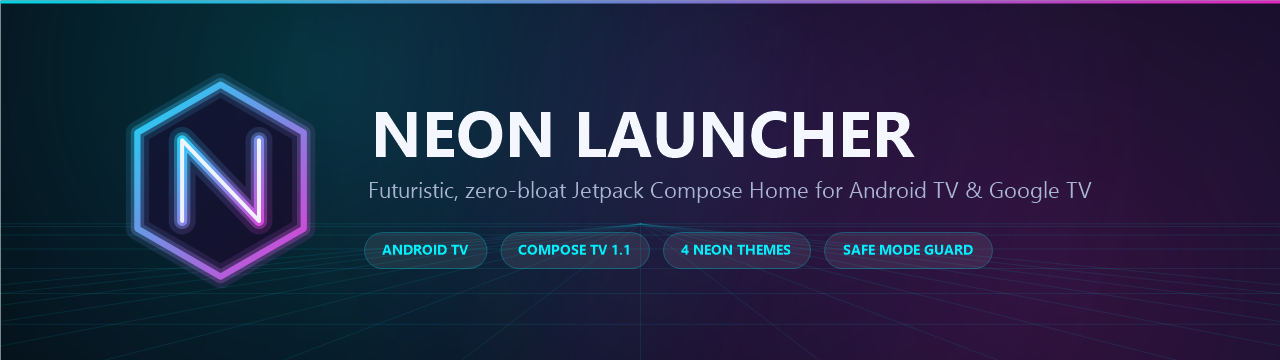 N
NEON LAUNCHER
Futuristic, zero-bloat Jetpack Compose Home for Android TV & Google TV
ANDROID TV
COMPOSE TV 1.1
4 NEON THEMES
SAFE MODE GUARD